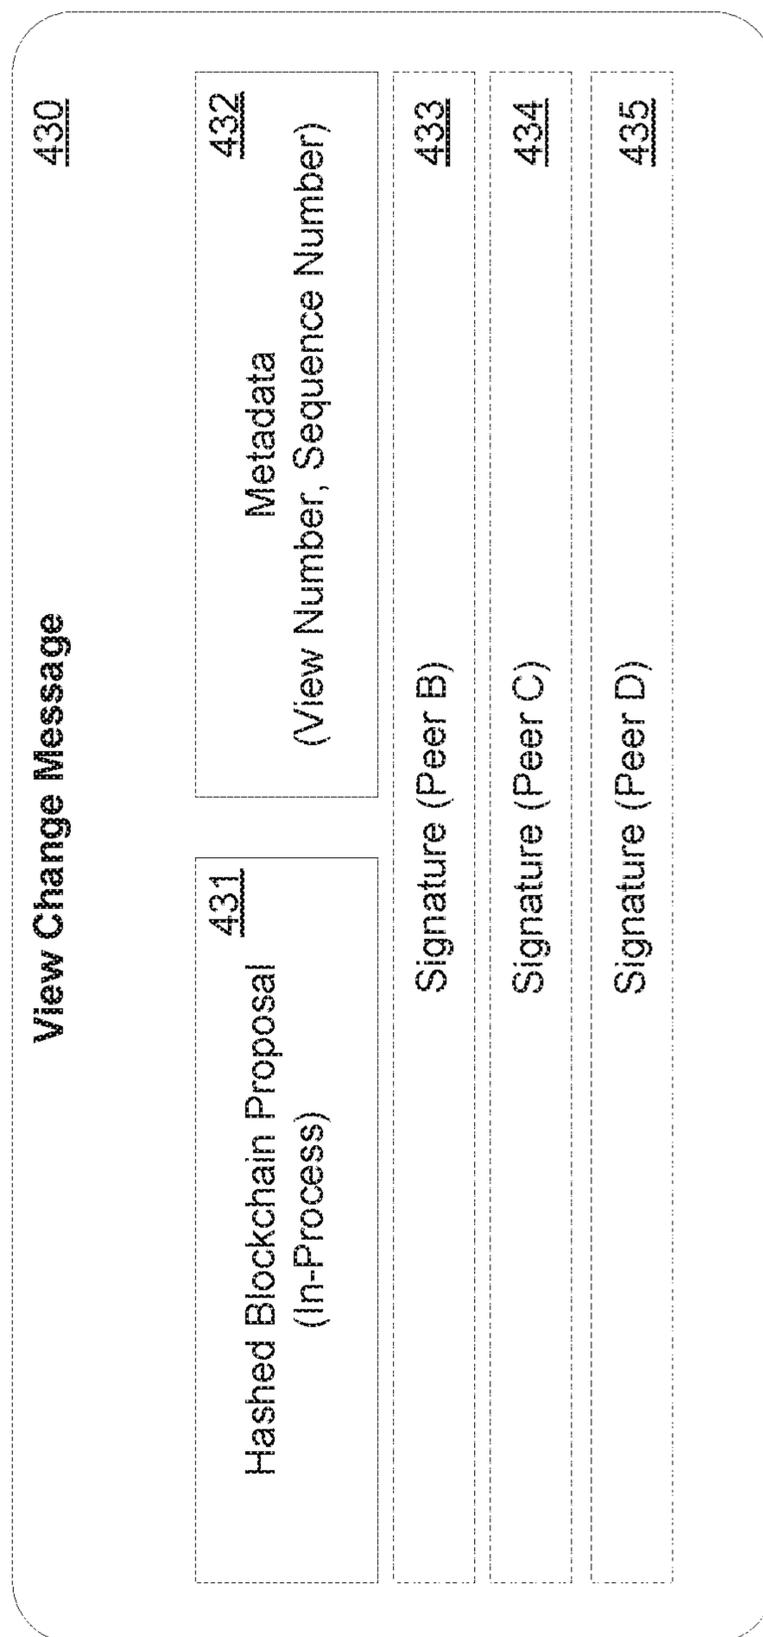 View Change Message
430
Hashed Blockchain Proposal
(In-Process)
431
Metadata
(View Number, Sequence Number)
432
Signature (Peer B)
433
Signature (Peer C)
434
Signature (Peer D)
435